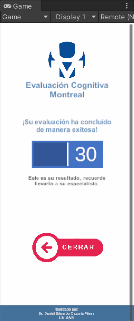 Game
Game
Display 1
Remote (N
Evaluación Cognitiva
Montreal
¡Su evaluación ha concluido
de manera exitosa!
30
Este es su resultado, recuerde
llevarlo a su especialista
CERRAR